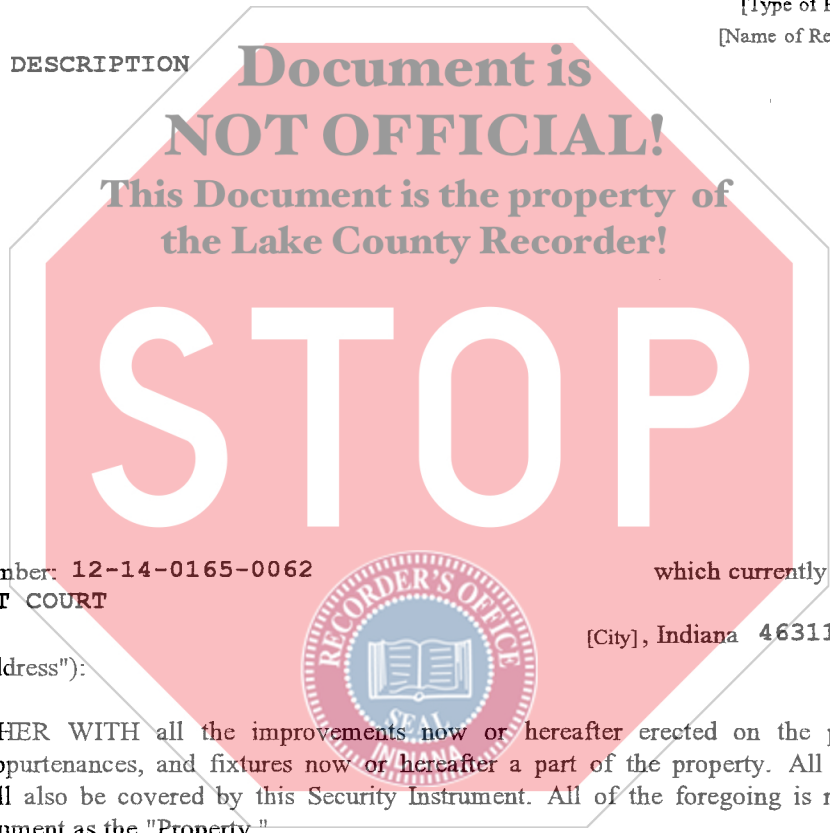 [Type of
[Name of Re
DESCRIPTION
Document is
NOT OFFICIAL!
This Document is the property of
the Lake County Recorder!
STOP
mber: 12-14-0165-0062 which currently
T COURT
[City], Indiana 46311
ddress"):
RECORDER'S OFFICE
SEAL
INDIANA
HER WITH all the improvements now or hereafter erected on the p
ppurtenances, and fixtures now or hereafter a part of the property. All
ll also be covered by this Security Instrument. All of the foregoing is r
ument as the "Property."